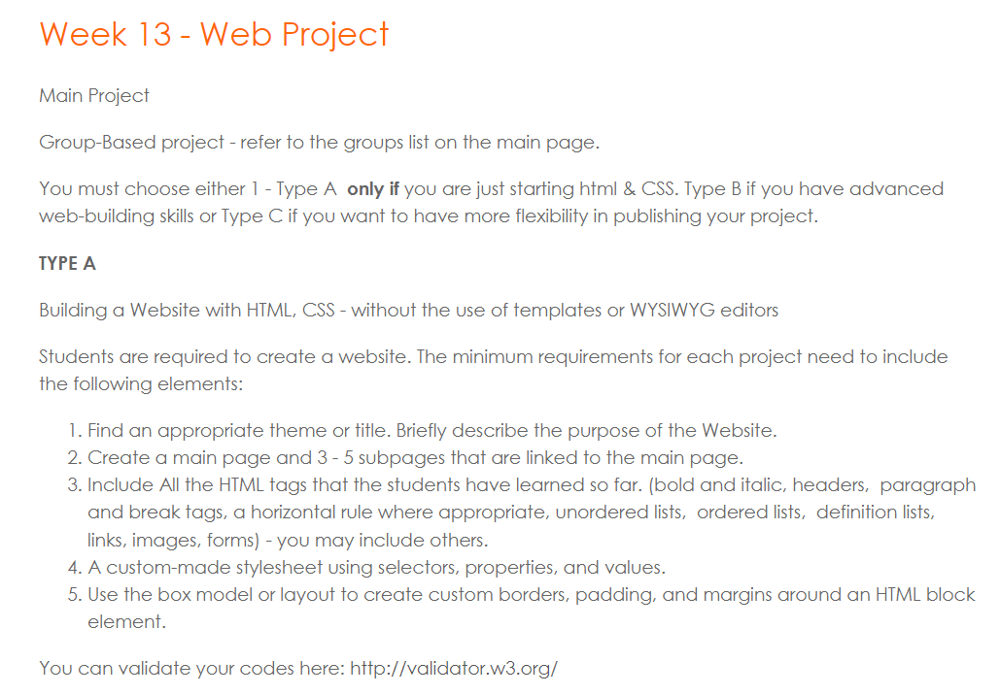 Week 13 - Web Project
Main Project
Group-Based project - refer to the groups list on the main page.
You must choose either 1 - Type A  only if you are just starting html & CSS. Type B if you have advanced
web-building skills or Type C if you want to have more flexibility in publishing your project.
TYPE A
Building a Website with HTML, CSS - without the use of templates or WYSIWYG editors
Students are required to create a website. The minimum requirements for each project need to include
the following elements:
1. Find an appropriate theme or title. Briefly describe the purpose of the Website.
2. Create a main page and 3 - 5 subpages that are linked to the main page.
3. Include All the HTML tags that the students have learned so far. (bold and italic, headers,  paragraph
and break tags, a horizontal rule where appropriate, unordered lists,  ordered lists,  definition lists,
links, images, forms) - you may include others.
4. A custom-made stylesheet using selectors, properties, and values.
5. Use the box model or layout to create custom borders, padding, and margins around an HTML block
element.
You can validate your codes here: http://validator.w3.org/